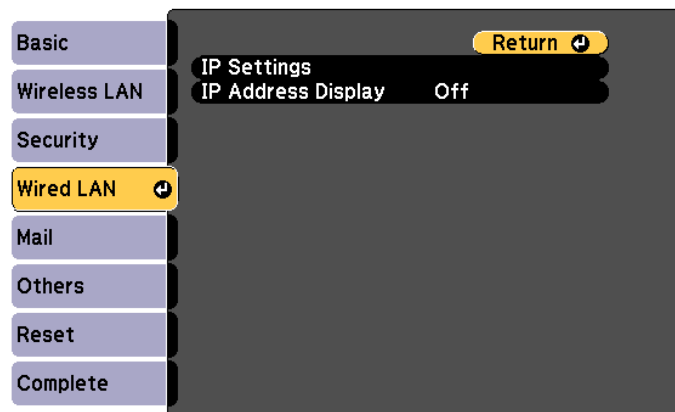 Basic
Wireless LAN
Security
Wired LAN
Mail
Others
Reset
Complete
Return
IP Settings
IP Address Display Off